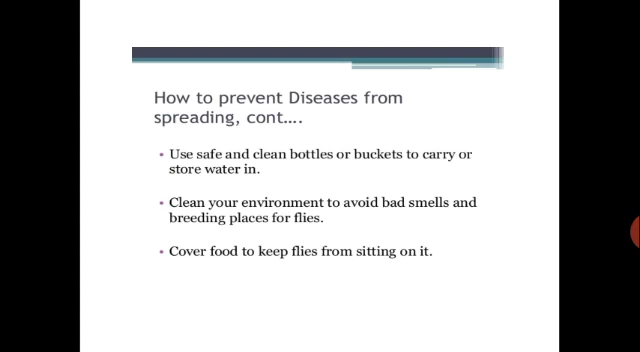 How to prevent Diseases from
spreading, cont....
• Use safe and clean bottles or buckets to carry or
store water in.
• Clean your environment to avoid bad smells and
breeding places for flies.
• Cover food to keep flies from sitting on it.